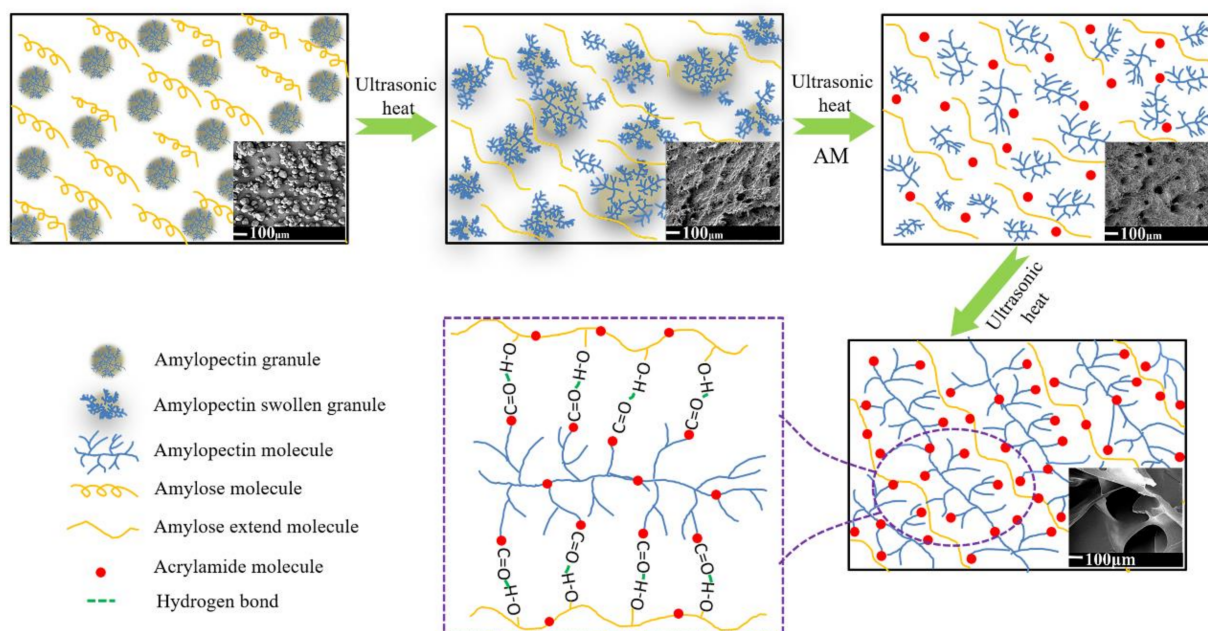 Ultrasonic
heat
100μm
100μm
Ultrasonic
heat
AM
100μm
Ultrasonic
heat
Amylopectin granule
Amylopectin swollen granule
Amylopectin molecule
Amylose molecule
Amylose extend molecule
Acrylamide molecule
Hydrogen bond
C=O H-O
C=O H-O
C=O H-O
C=O H-O
C=O H-O
C=O H-O
C=O H-O
C=O H-O
100μm